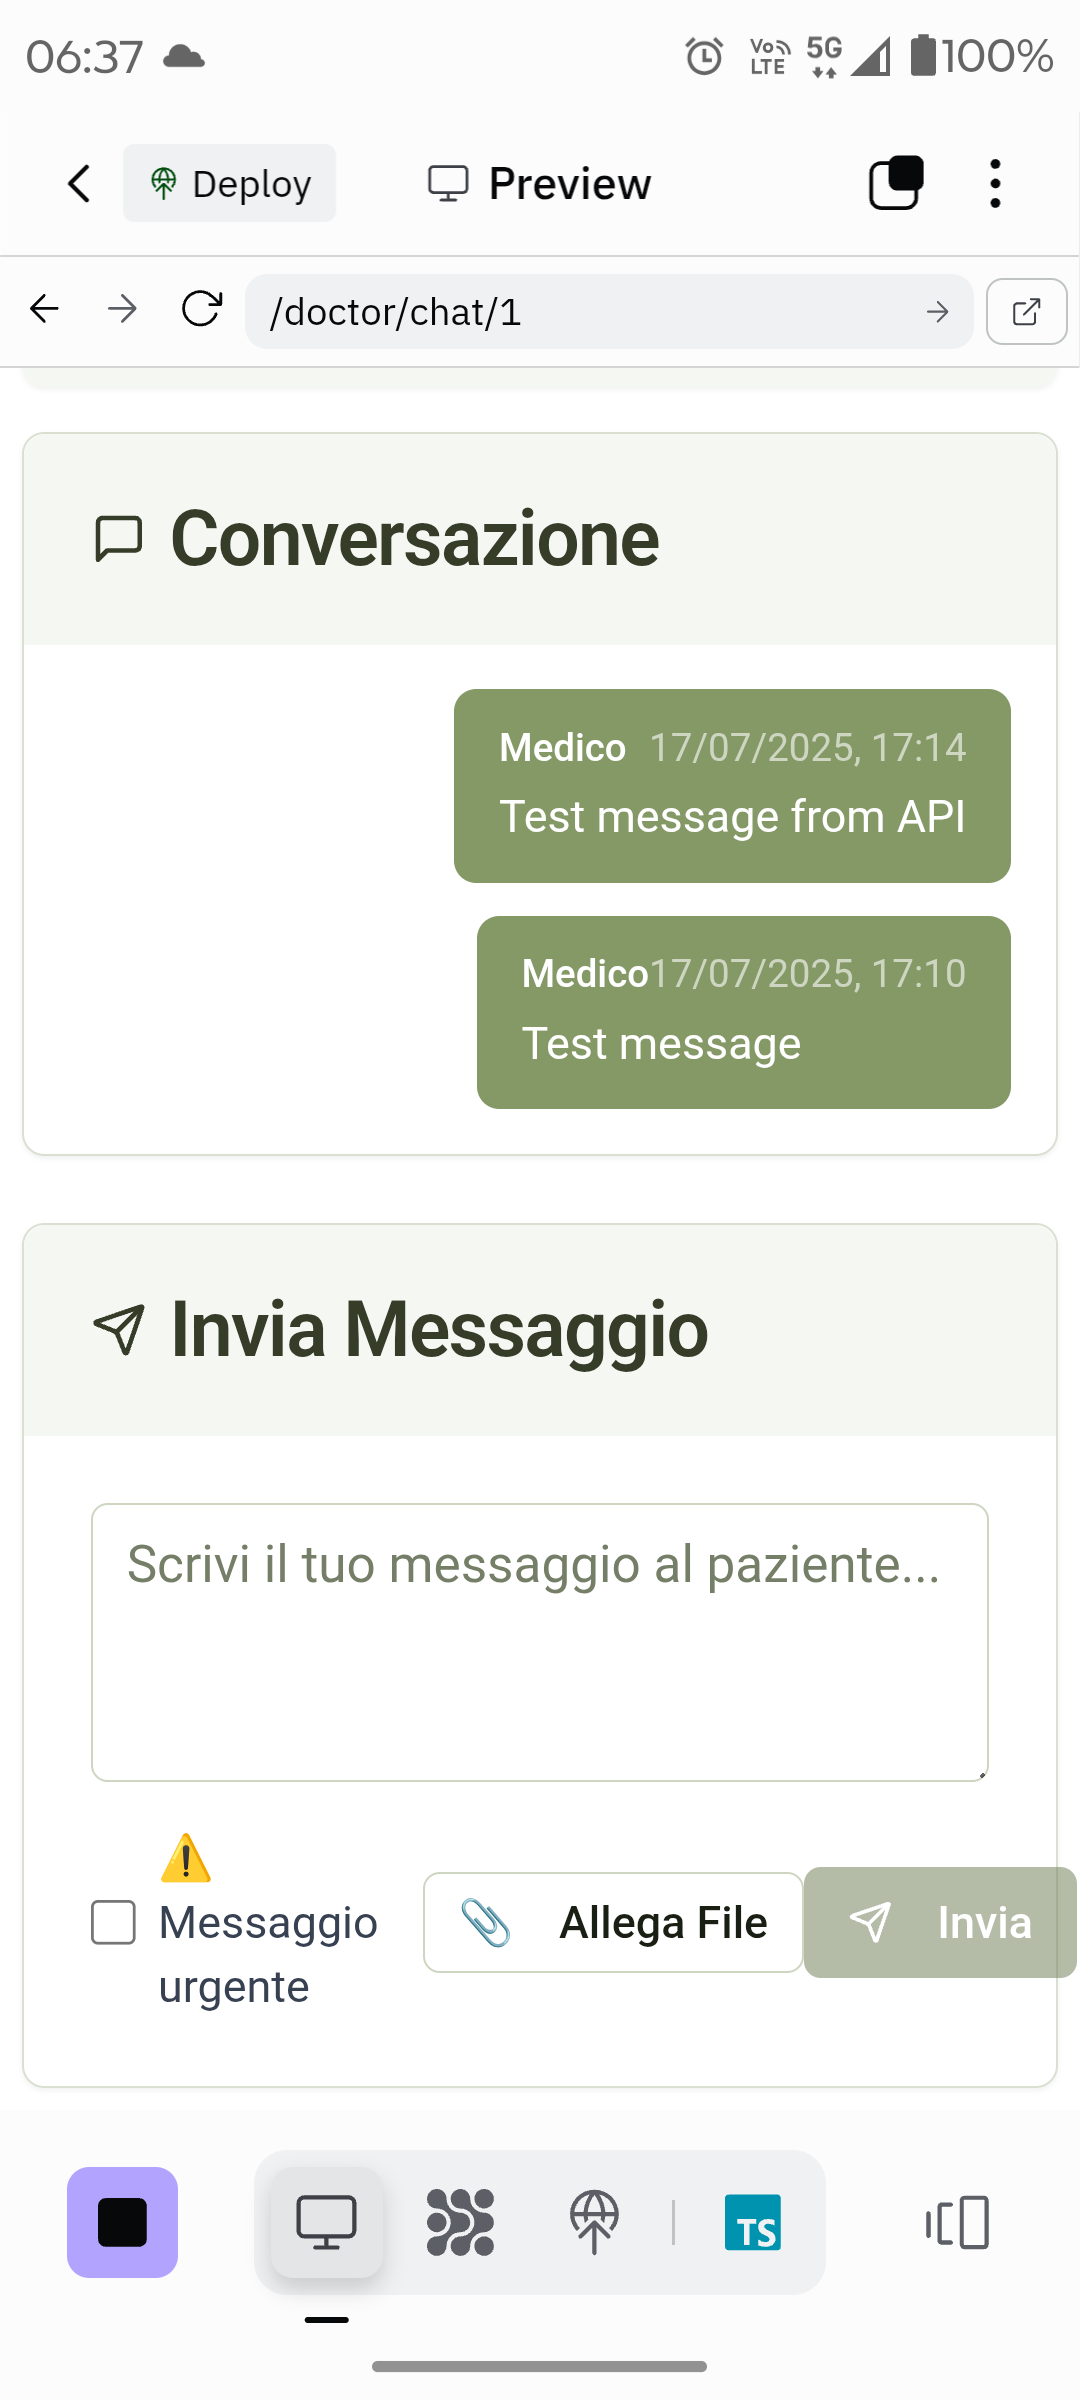 06:37
Vo LTE 5G 100%
Deploy Preview
/doctor/chat/1
Conversazione
Medico 17/07/2025, 17:14
Test message from API
Medico 17/07/2025, 17:10
Test message
Invia Messaggio
Scrivi il tuo messaggio al paziente...
Messaggio
urgente
Allega File
Invia
TS